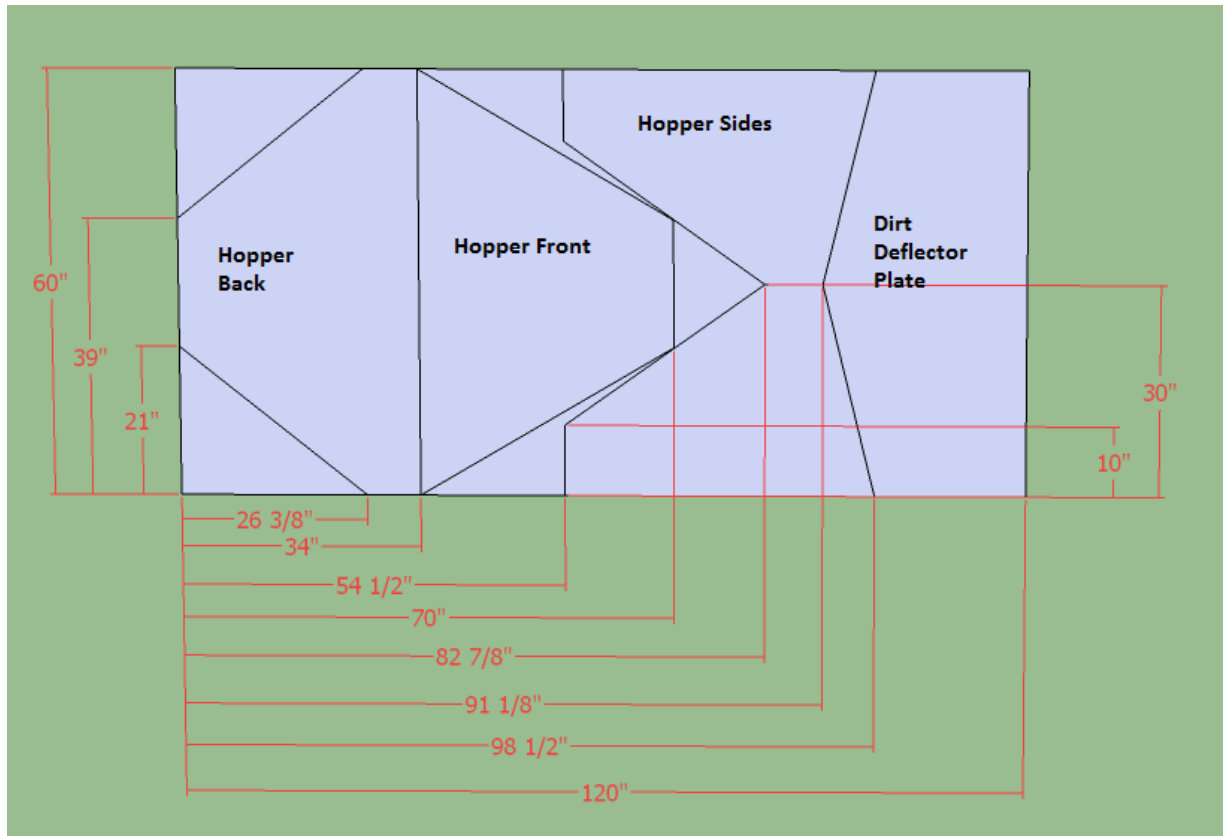 Hopper Sides
Hopper Front
Hopper
Back
Dirt
Deflector
Plate
60"
39"
21"
30"
10"
26 3/8"
34"
54 1/2"
70"
82 7/8"
91 1/8"
98 1/2"
120"